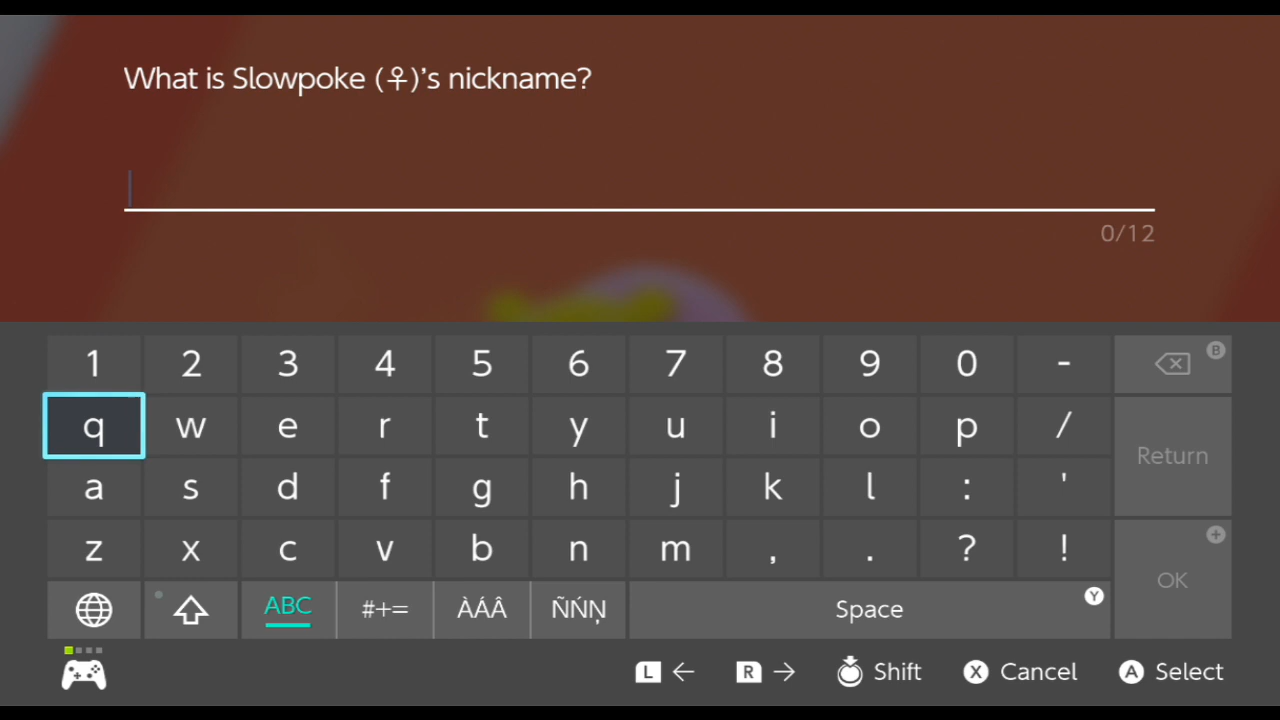 What is Slowpoke (♀)'s nickname?
0/12
1 2 3 4 5 6 7 8 9 0 - B
q w e r t y u i o p /
Return
a s d f g h j k l : '
z x c v b n m , . ? ! +
OK
ABC #+= ÀÁÂ ÑŃŅ Space Y
L ← R → Shift X Cancel A Select